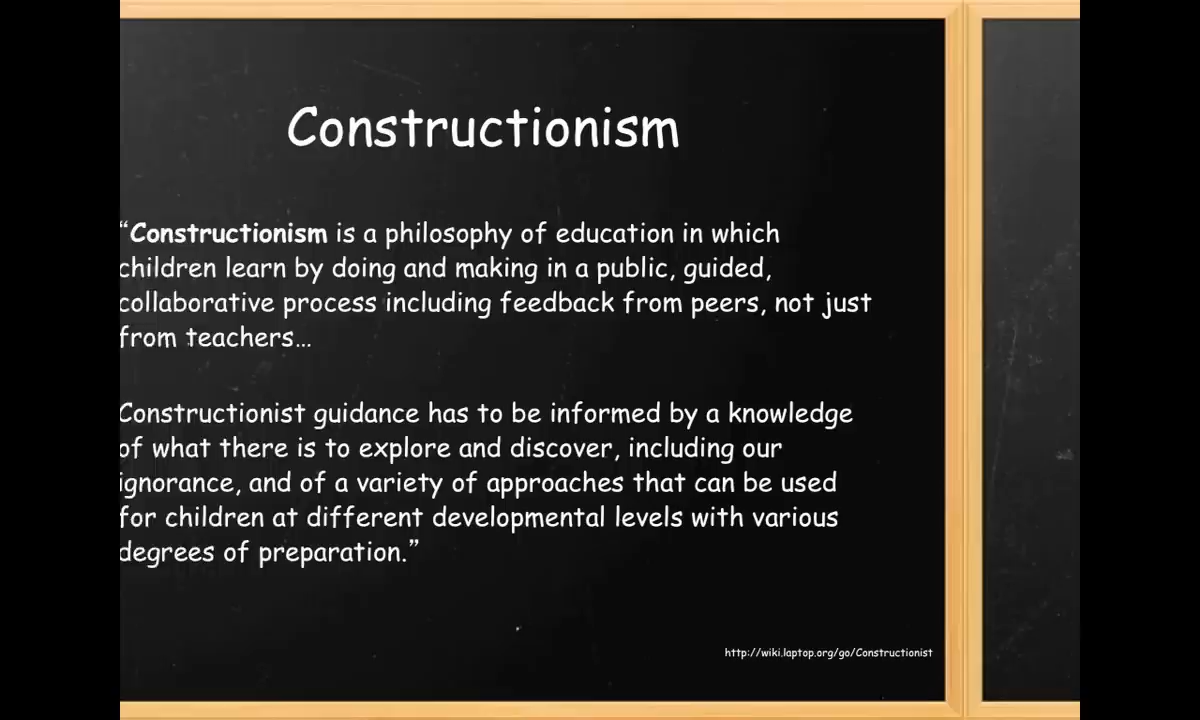 Constructionism
“Constructionism is a philosophy of education in which
children learn by doing and making in a public, guided,
collaborative process including feedback from peers, not just
from teachers…
Constructionist guidance has to be informed by a knowledge
of what there is to explore and discover, including our
ignorance, and of a variety of approaches that can be used
for children at different developmental levels with various
degrees of preparation.”
http://wiki.laptop.org/go/Constructionist